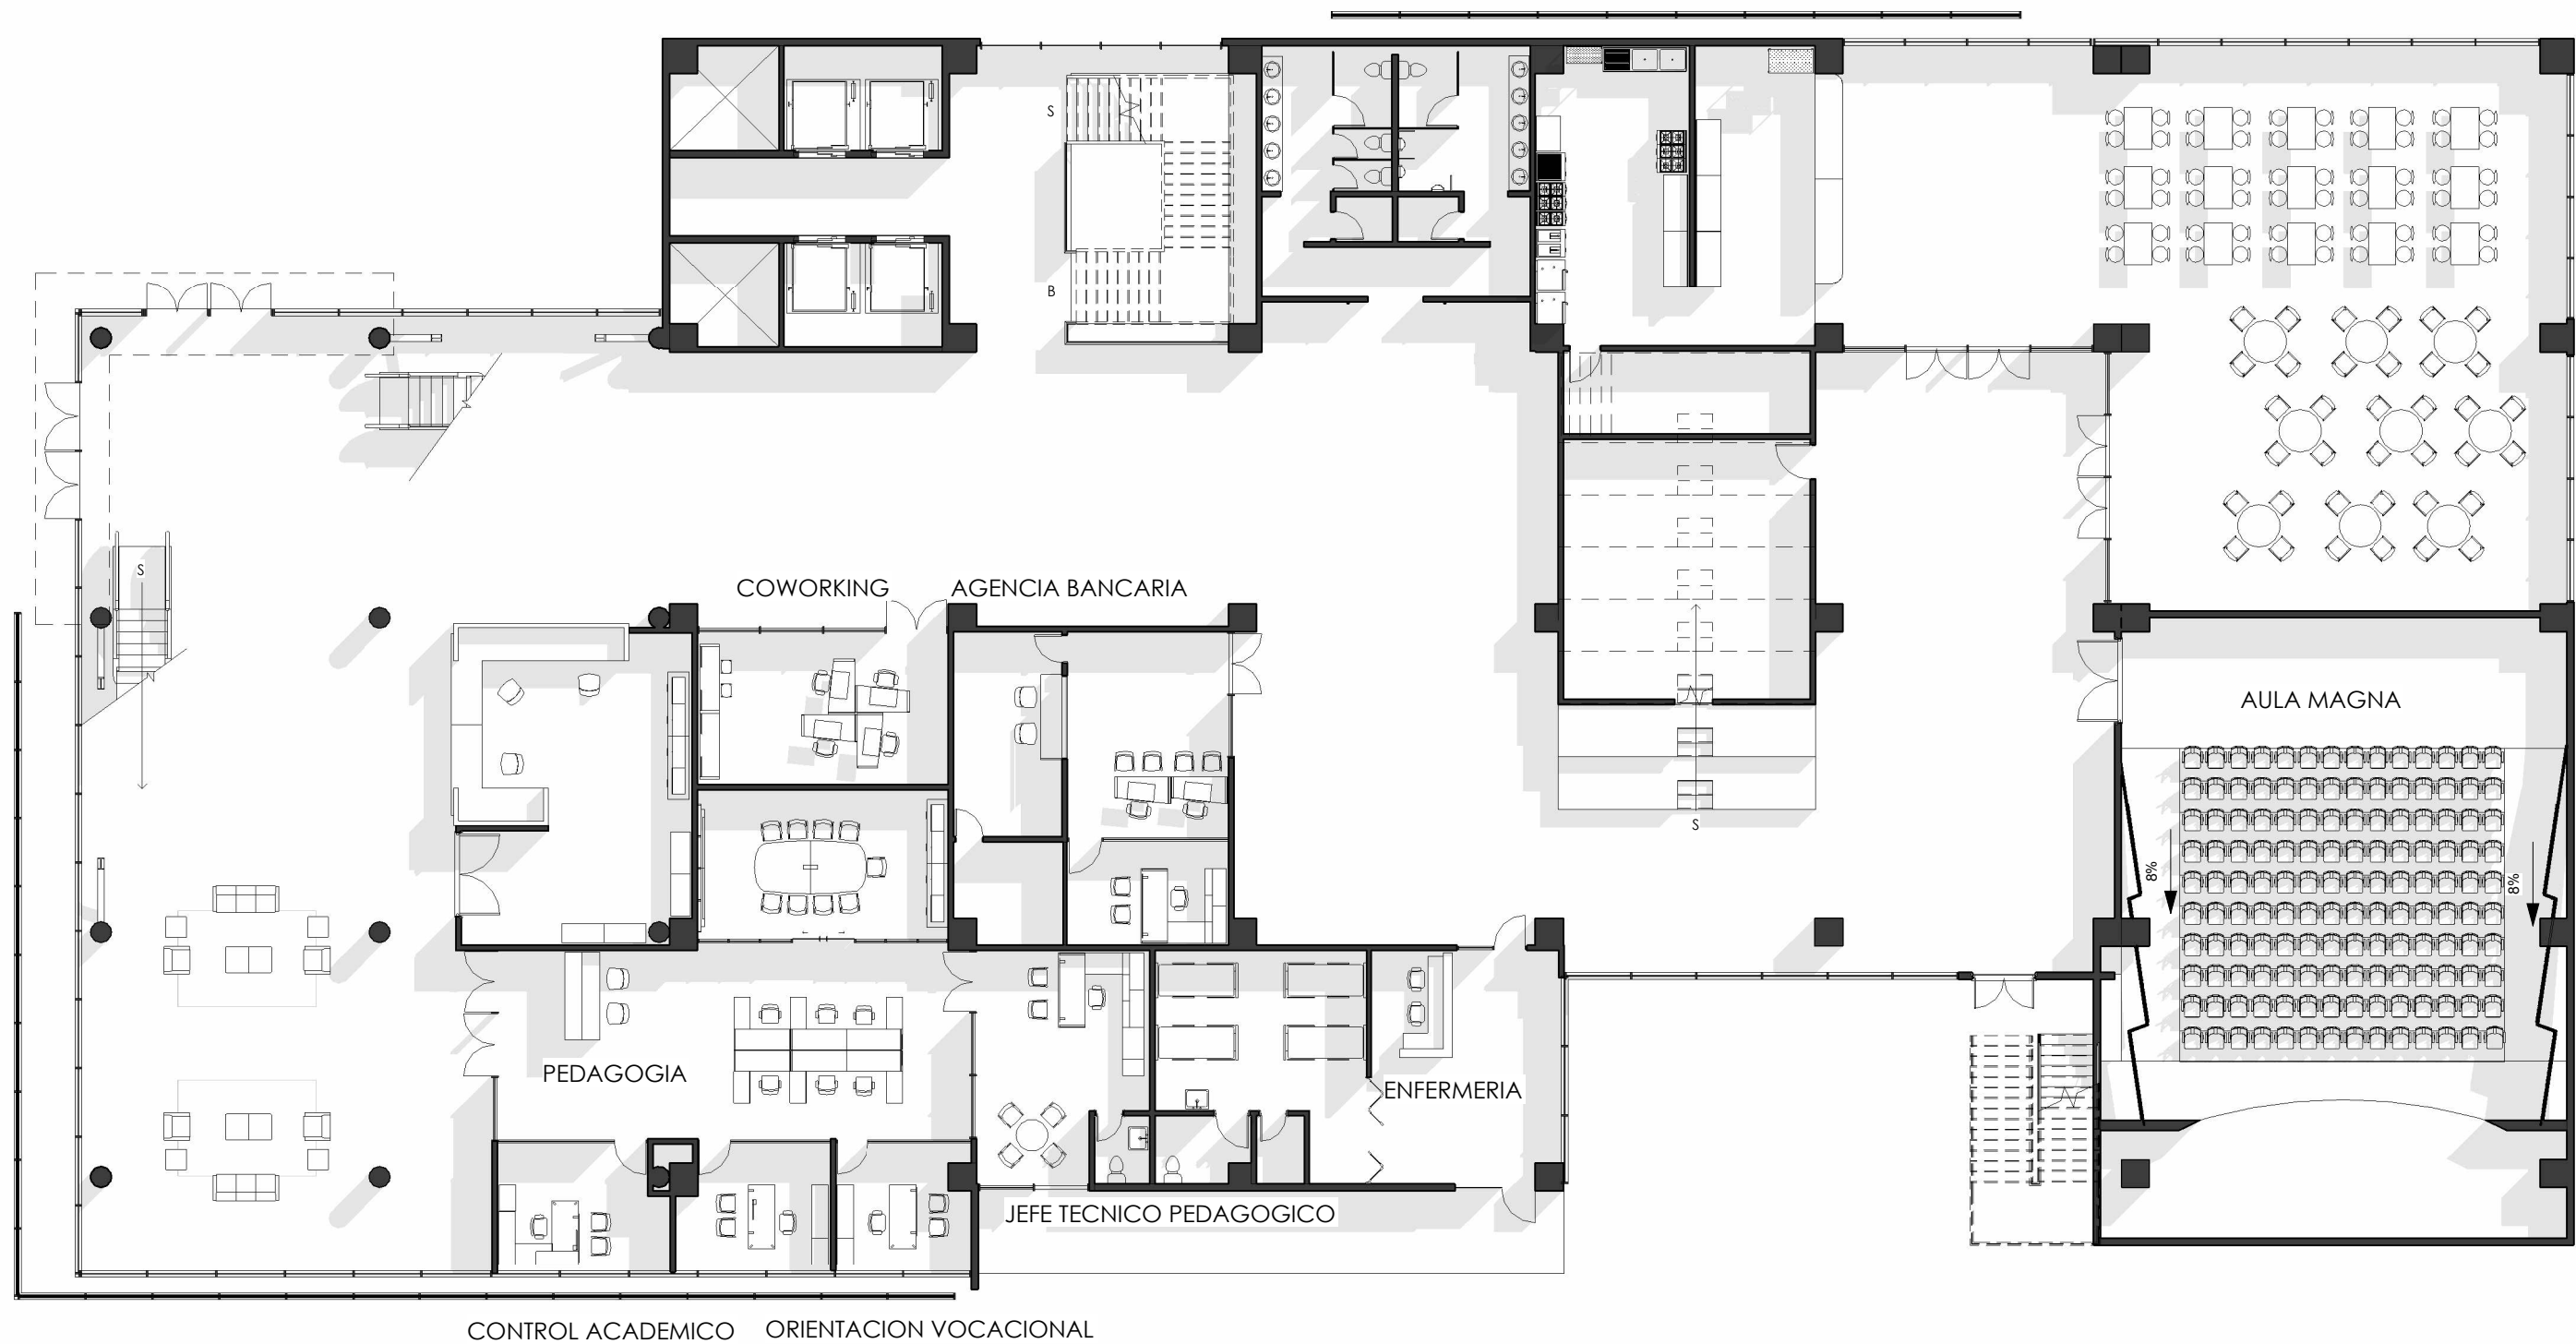 S
B
S
COWORKING
AGENCIA BANCARIA
AULA MAGNA
S
8%
8%
PEDAGOGIA
ENFERMERIA
JEFE TECNICO PEDAGOGICO
CONTROL ACADEMICO
ORIENTACION VOCACIONAL